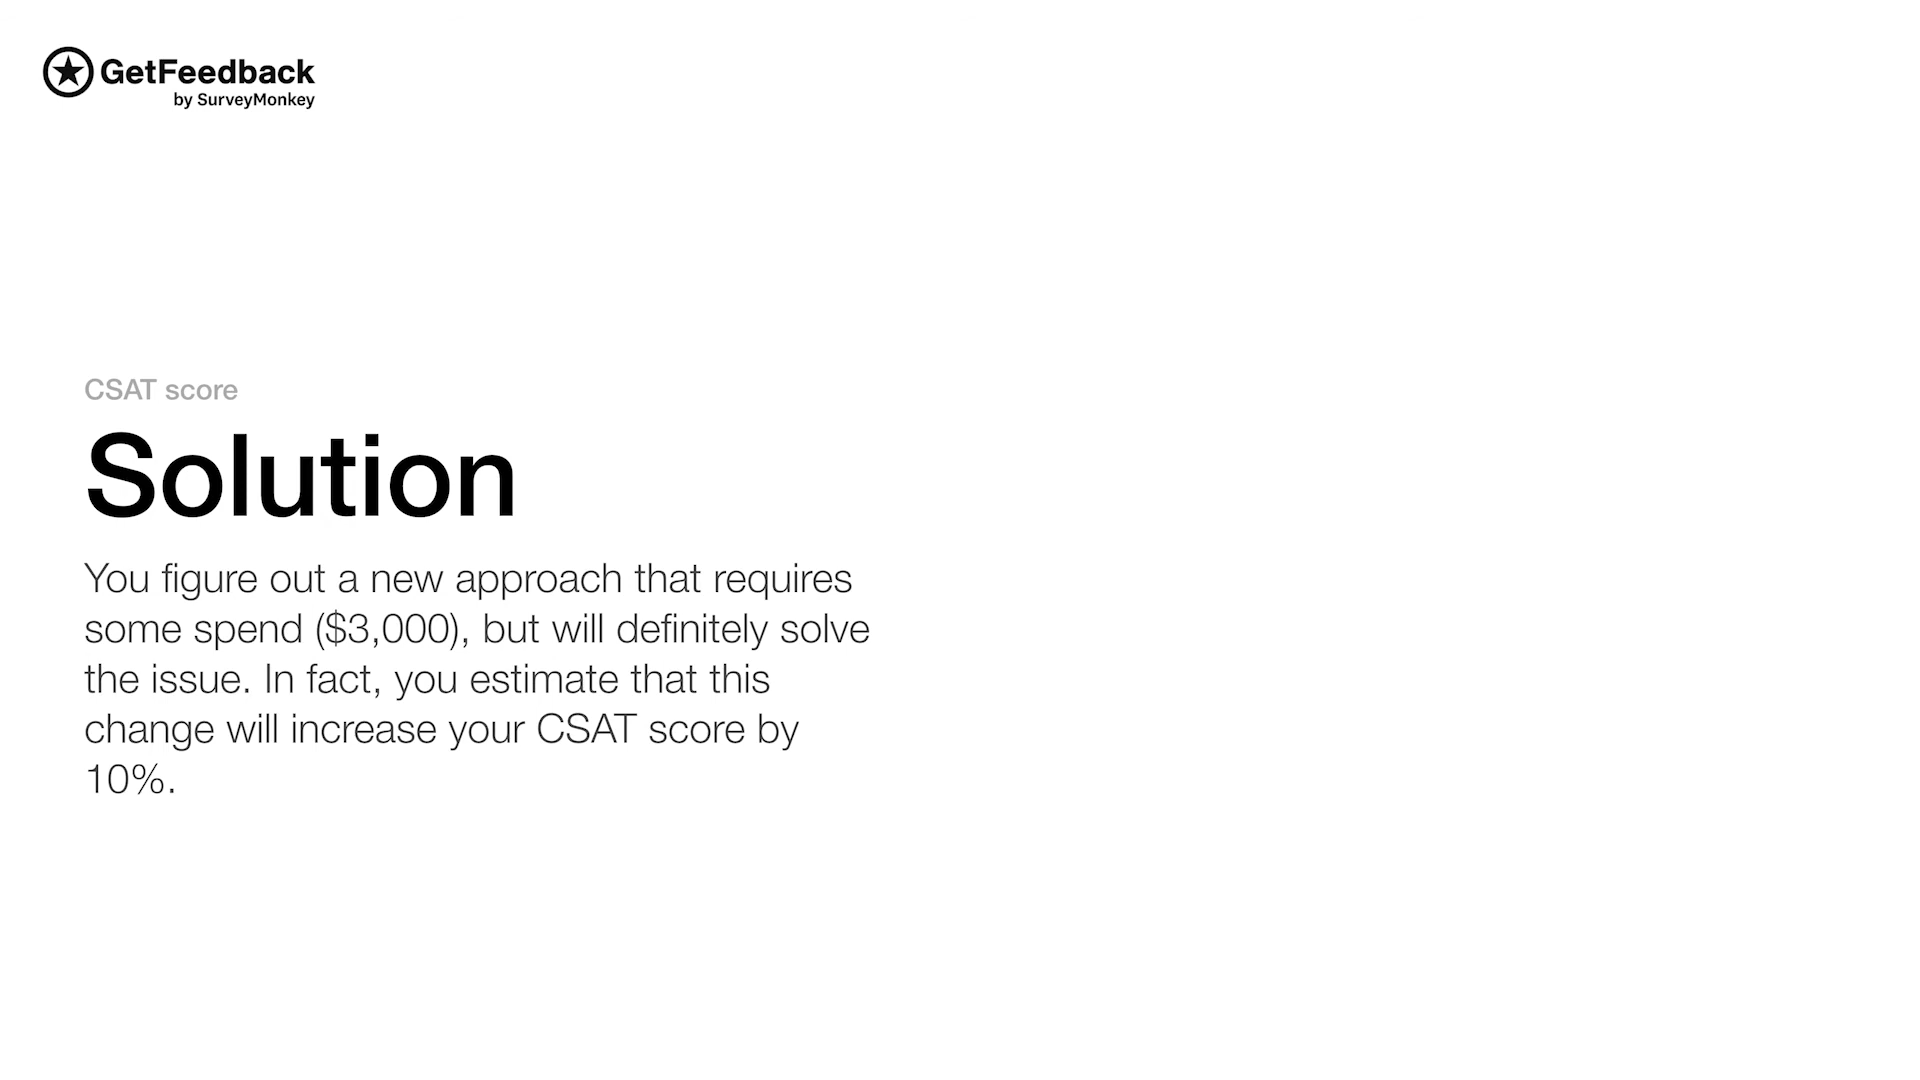 GetFeedback
by SurveyMonkey
CSAT score
Solution
You figure out a new approach that requires
some spend ($3,000), but will definitely solve
the issue. In fact, you estimate that this
change will increase your CSAT score by
10%.